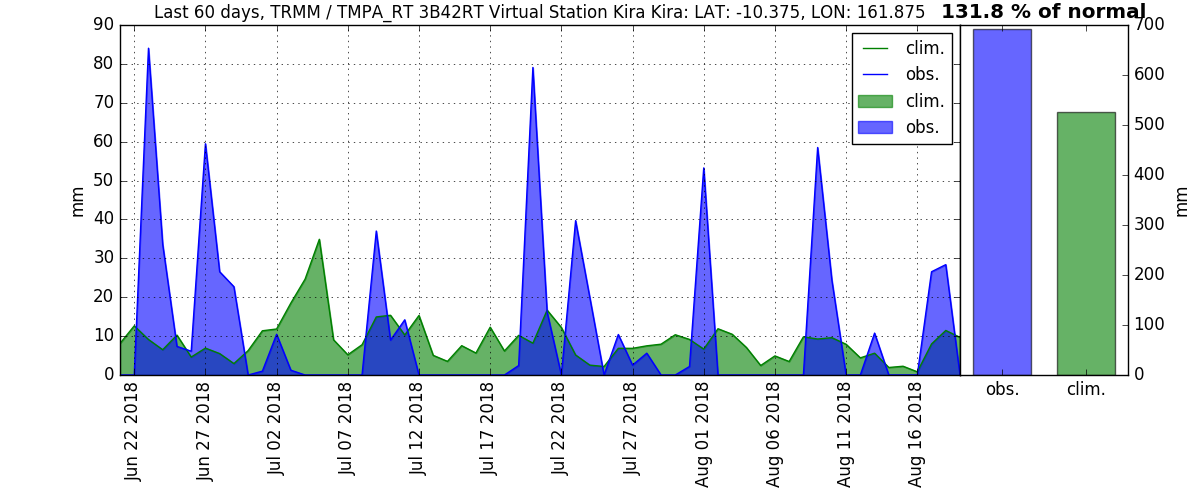 Last 60 days, TRMM / TMPA_RT 3B42RT Virtual Station Kira Kira: LAT: -10.375, LON: 161.875 131.8 % of normal
90
80
70
60
50
40
30
20
10
0
mm
clim.
obs.
clim.
obs.
Jun 22 2018
Jun 27 2018
Jul 02 2018
Jul 07 2018
Jul 12 2018
Jul 17 2018
Jul 22 2018
Jul 27 2018
Aug 01 2018
Aug 06 2018
Aug 11 2018
Aug 16 2018
700
600
500
400
300
200
100
0
mm
obs.
clim.